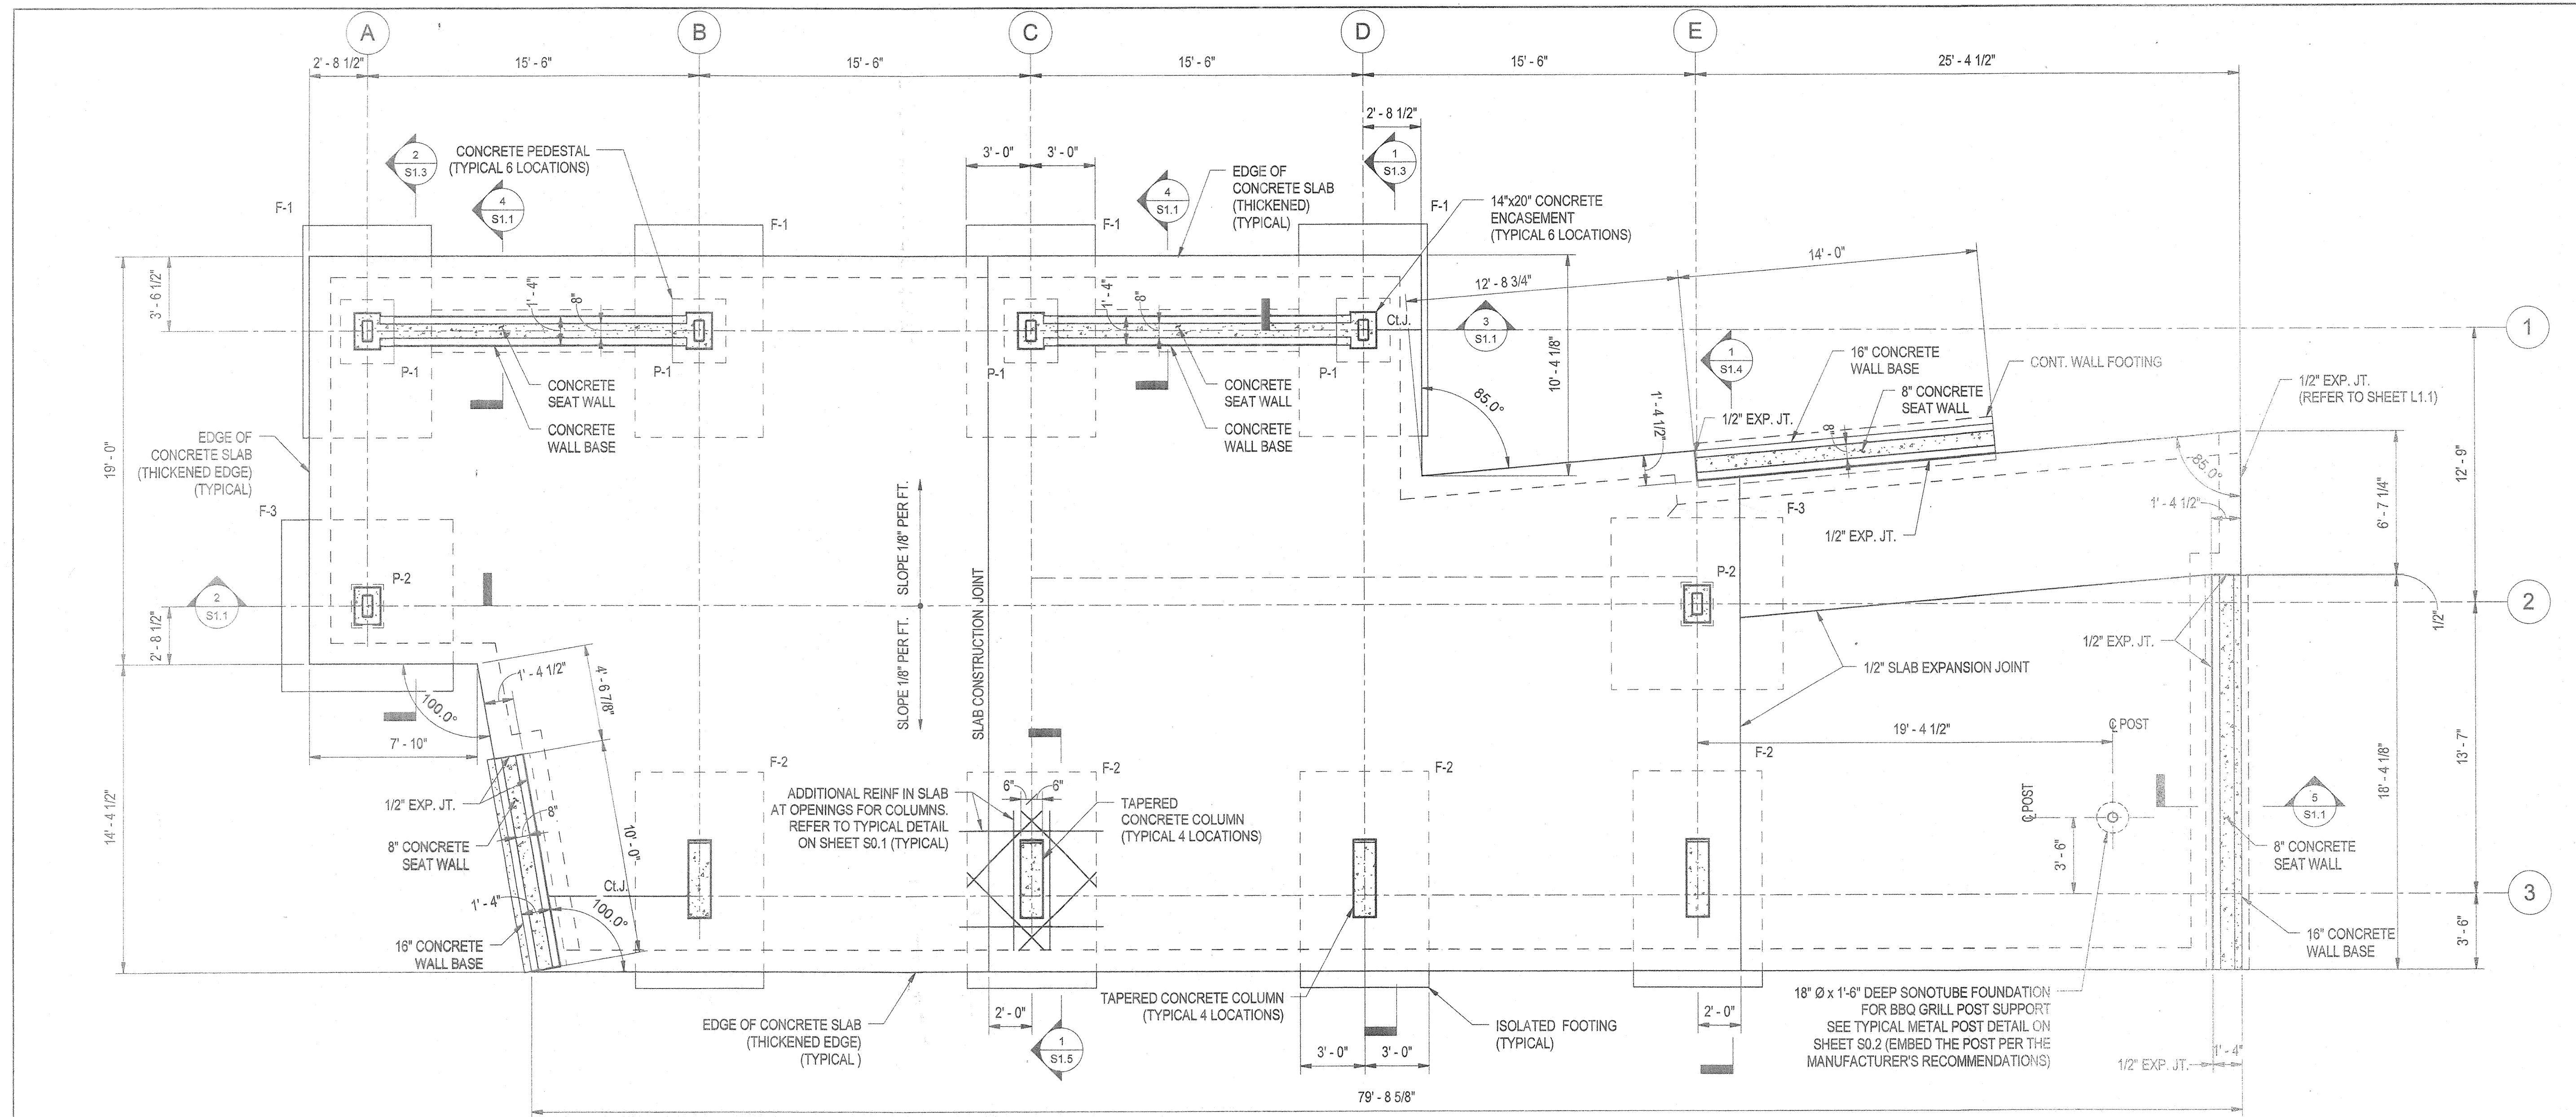 A
B
C
D
E
2' - 8 1/2"
15' - 6"
15' - 6"
15' - 6"
15' - 6"
25' - 4 1/2"
2' - 8 1/2"
2
S1.3
CONCRETE PEDESTAL
(TYPICAL 6 LOCATIONS)
4
S1.1
3' - 0"
3' - 0"
4
S1.1
EDGE OF
CONCRETE SLAB
(THICKENED)
(TYPICAL)
1
S1.3
14"x20" CONCRETE
ENCASEMENT
(TYPICAL 6 LOCATIONS)
F-1
F-1
F-1
F-1
14' - 0"
12' - 8 3/4"
3' - 6 1/2"
1' - 4"
8"
1' - 4"
8"
Ct.J.
3
S1.1
1
P-1
P-1
P-1
P-1
CONCRETE
SEAT WALL
CONCRETE
WALL BASE
CONCRETE
SEAT WALL
CONCRETE
WALL BASE
10' - 4 1/8"
85.0°
1
S1.4
16" CONCRETE
WALL BASE
CONT. WALL FOOTING
8" CONCRETE
SEAT WALL
1/2" EXP. JT.
(REFER TO SHEET L1.1)
1' - 4 1/2"
1/2" EXP. JT.
8"
EDGE OF
CONCRETE SLAB
(THICKENED EDGE)
(TYPICAL)
19' - 0"
F-3
85.0°
1' - 4 1/2"
12' - 9"
6' - 7 1/4"
F-3
1/2" EXP. JT.
SLOPE 1/8" PER FT.
SLOPE 1/8" PER FT.
SLAB CONSTRUCTION JOINT
P-2
P-2
2
S1.1
2' - 8 1/2"
2
1/2"
1/2" EXP. JT.
1/2" SLAB EXPANSION JOINT
1' - 4 1/2"
4' - 6 7/8"
100.0°
7' - 10"
19' - 4 1/2"
℄ POST
℄ POST
3' - 6"
13' - 7"
18' - 4 1/8"
14' - 4 1/2"
F-2
F-2
F-2
F-2
1/2" EXP. JT.
8"
8" CONCRETE
SEAT WALL
10' - 0"
ADDITIONAL REINF IN SLAB
AT OPENINGS FOR COLUMNS.
REFER TO TYPICAL DETAIL
ON SHEET S0.1 (TYPICAL)
6"
6"
TAPERED
CONCRETE COLUMN
(TYPICAL 4 LOCATIONS)
5
S1.1
8" CONCRETE
SEAT WALL
Ct.J.
1' - 4"
100.0°
3
3' - 6"
16" CONCRETE
WALL BASE
16" CONCRETE
WALL BASE
EDGE OF CONCRETE SLAB
(THICKENED EDGE)
(TYPICAL )
2' - 0"
1
S1.5
TAPERED CONCRETE COLUMN
(TYPICAL 4 LOCATIONS)
3' - 0"
3' - 0"
ISOLATED FOOTING
(TYPICAL)
2' - 0"
18" Ø x 1'-6" DEEP SONOTUBE FOUNDATION
FOR BBQ GRILL POST SUPPORT
SEE TYPICAL METAL POST DETAIL ON
SHEET S0.2 (EMBED THE POST PER THE
MANUFACTURER'S RECOMMENDATIONS)
1' - 4"
1/2" EXP. JT.
79' - 8 5/8"